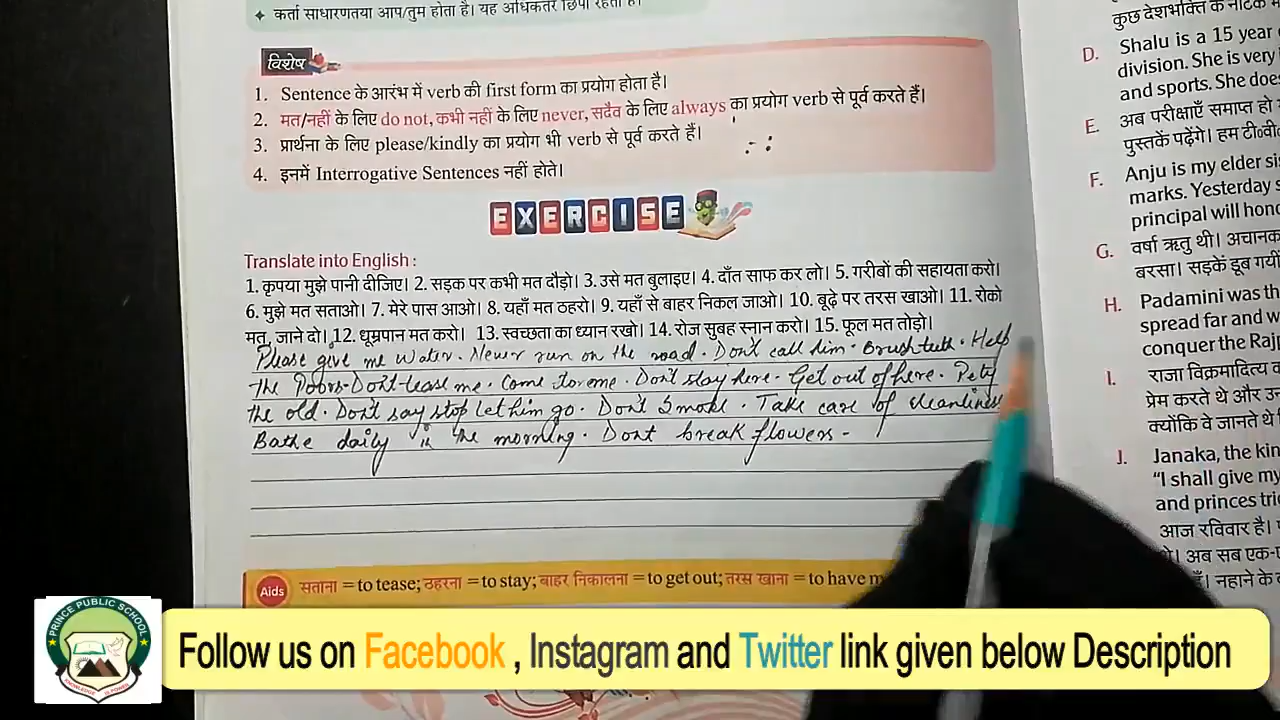 ✦ कर्ता साधारणतया आप/तुम होता है। यह अधिकतर छिपा रहता है।
विशेष
1. Sentence के आरंभ में verb की first form का प्रयोग होता है।
2. मत/नहीं के लिए do not, कभी नहीं के लिए never, सदैव के लिए always का प्रयोग verb से पूर्व करते हैं।
3. प्रार्थना के लिए please/kindly का प्रयोग भी verb से पूर्व करते हैं।
4. इनमें Interrogative Sentences नहीं होते।
EXERCISE
Translate into English :
1. कृपया मुझे पानी दीजिए। 2. सड़क पर कभी मत दौड़ो। 3. उसे मत बुलाइए। 4. दाँत साफ कर लो। 5. गरीबों की सहायता करो।
6. मुझे मत सताओ। 7. मेरे पास आओ। 8. यहाँ मत ठहरो। 9. यहाँ से बाहर निकल जाओ। 10. बूढ़े पर तरस खाओ। 11. रोको
मत, जाने दो। 12. धूम्रपान मत करो। 13. स्वच्छता का ध्यान रखो। 14. रोज सुबह स्नान करो। 15. फूल मत तोड़ो।
Please give me water. Never run on the road. Don't call him. Brush teeth. Help
the Poors. Dont tease me. Come to me. Don't stay here. Get out of here. Pety
the old. Don't say stop let him go. Don't Smoke. Take care of cleanliness
Bathe daily in the morning. Dont break flowers -
Aids सताना = to tease; ठहरना = to stay; बाहर निकालना = to get out; तरस खाना = to have
कुछ देशभक्ति के नाटक
D. Shalu is a 15 year
division. She is very
and sports. She does
E. अब परीक्षाएँ समाप्त हो
पुस्तकें पढ़ेंगे। हम टी०वी
F. Anju is my elder
marks. Yesterday
principal will
G. वर्षा ऋतु थी।
बरसा। सड़कें डूब
H. Padamini was
spread far and
conquer the
I. राजा विक्रमादित्य
प्रेम करते थे और
क्योंकि वे जानते थे
J. Janaka, the
"I shall give my
and princes
आज रविवार है।
अब सब
नहाने के
PRINCE PUBLIC SCHOOL
KNOWLEDGE IS POWER
Follow us on Facebook , Instagram and Twitter link given below Description